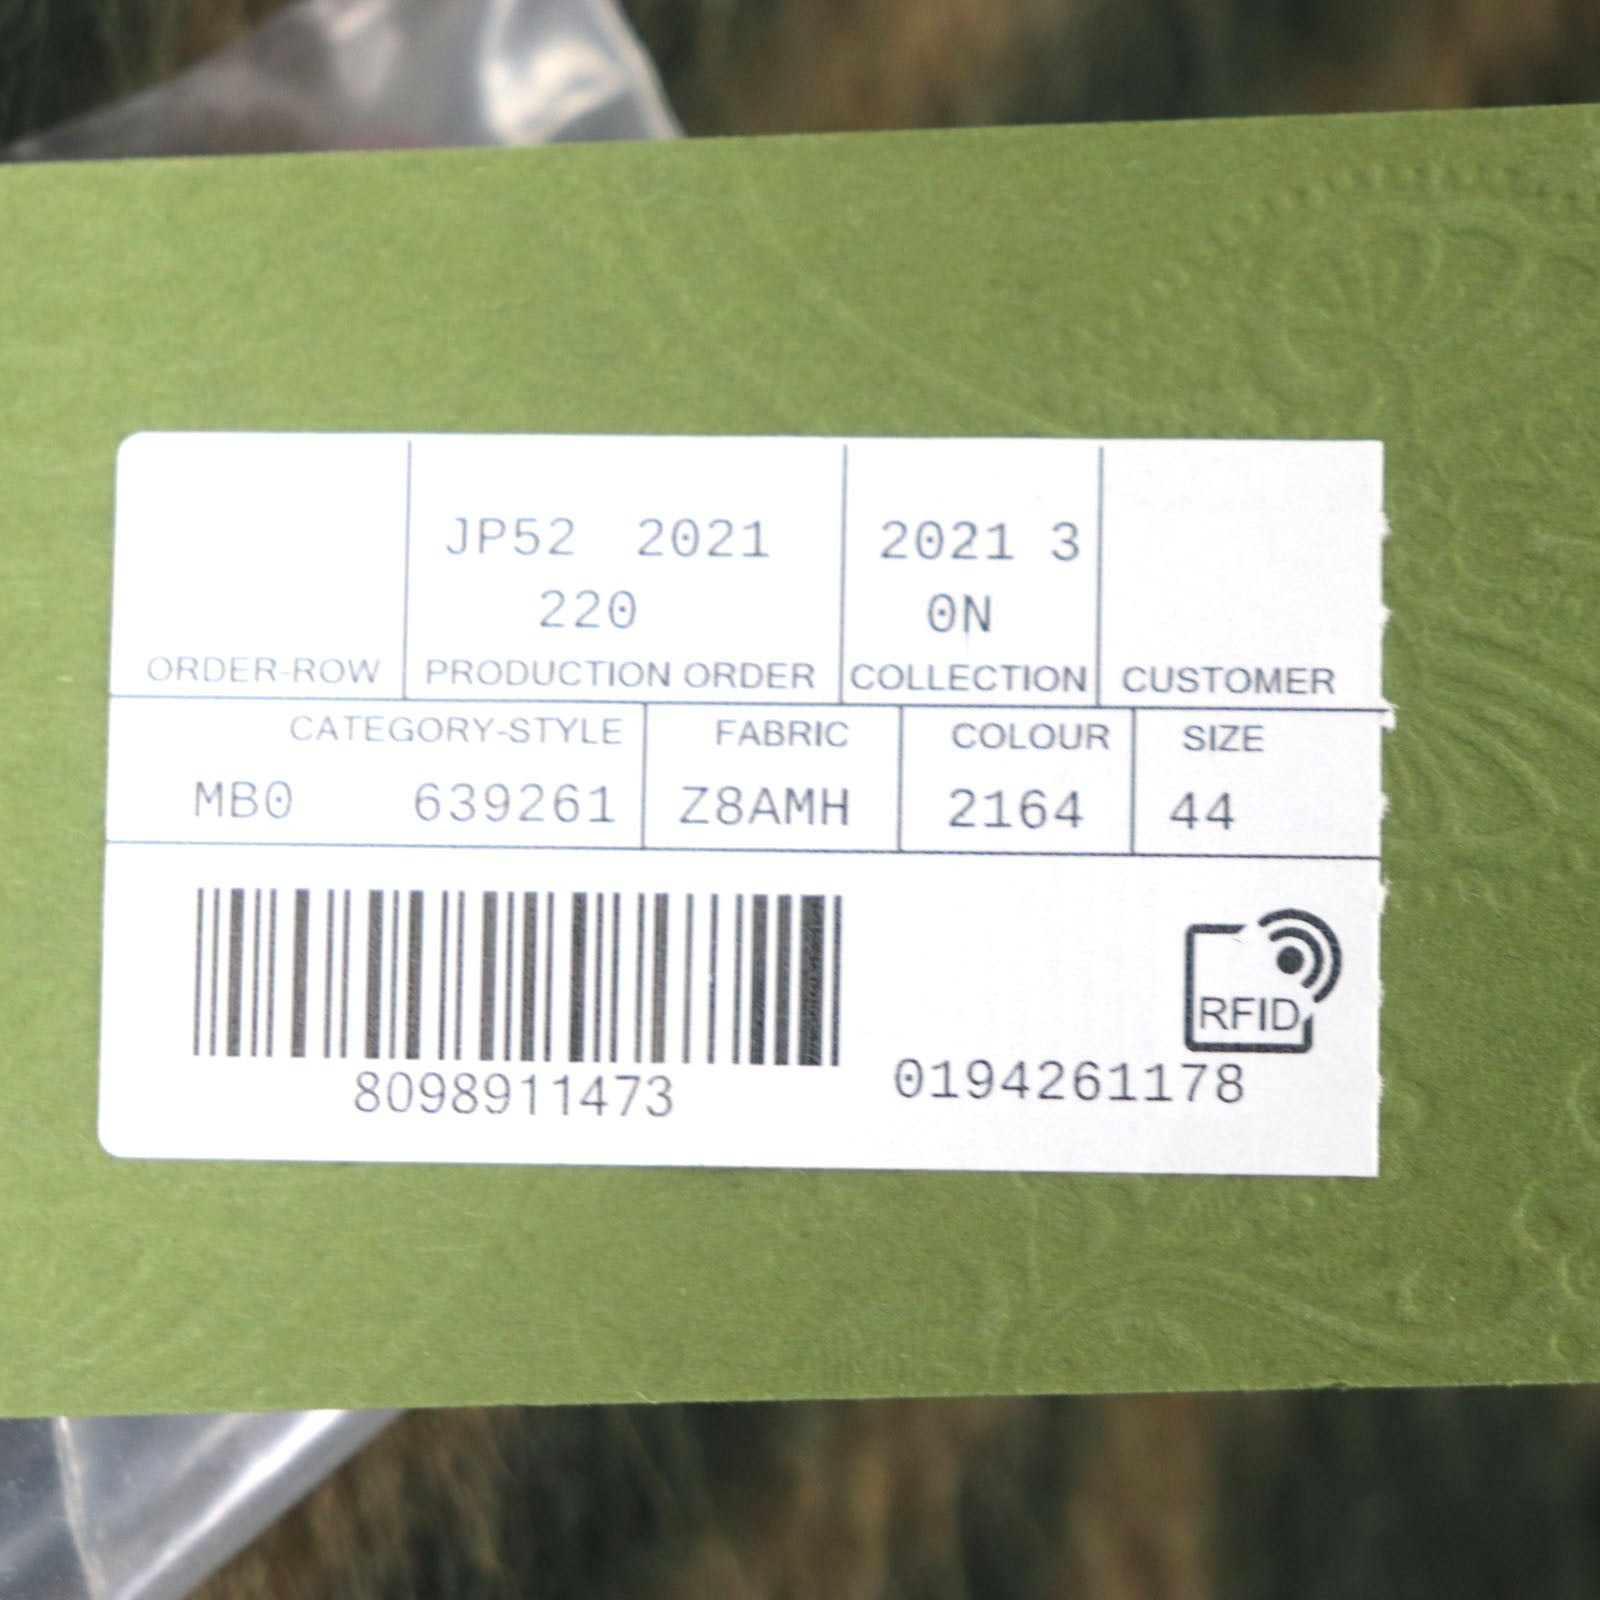 JP52 2021
220
2021 3
0N
ORDER-ROW PRODUCTION ORDER COLLECTION CUSTOMER
CATEGORY-STYLE FABRIC COLOUR SIZE
MB0 639261 Z8AMH 2164 44
RFID
8098911473 0194261178